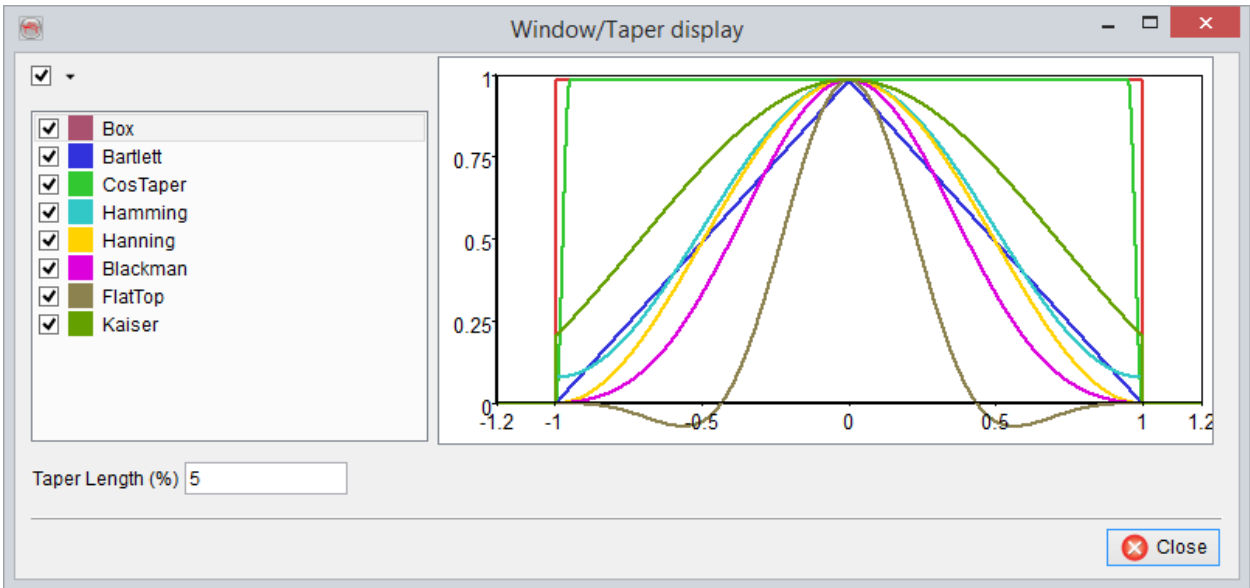 Window/Taper display
Box
Bartlett
CosTaper
Hamming
Hanning
Blackman
FlatTop
Kaiser
1
0.75
0.5
0.25
0
-1.2 -1 -0.5 0 0.5 1 1.2
Taper Length (%) 5
Close